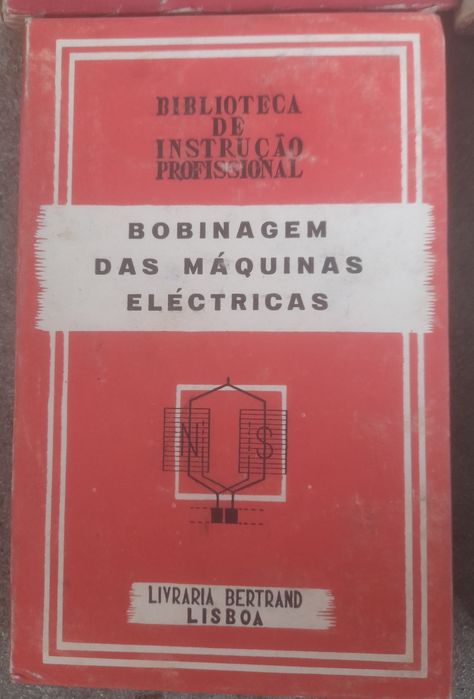 BIBLIOTECA
DE
INSTRUÇÃO
PROFISSIONAL
BOBINAGEM
DAS MÁQUINAS
ELÉCTRICAS
N S
LIVRARIA BERTRAND
LISBOA